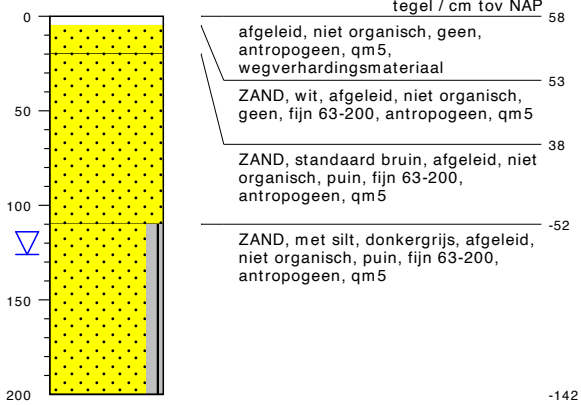 tegel / cm tov NAP
0
58
afgeleid, niet organisch, geen,
antropogeen, qm5,
wegverhardingsmateriaal
53
ZAND, wit, afgeleid, niet organisch,
geen, fijn 63-200, antropogeen, qm5
50
38
ZAND, standaard bruin, afgeleid, niet
organisch, puin, fijn 63-200,
antropogeen, qm5
100
-52
ZAND, met silt, donkergrijs, afgeleid,
niet organisch, puin, fijn 63-200,
antropogeen, qm5
150
200
-142